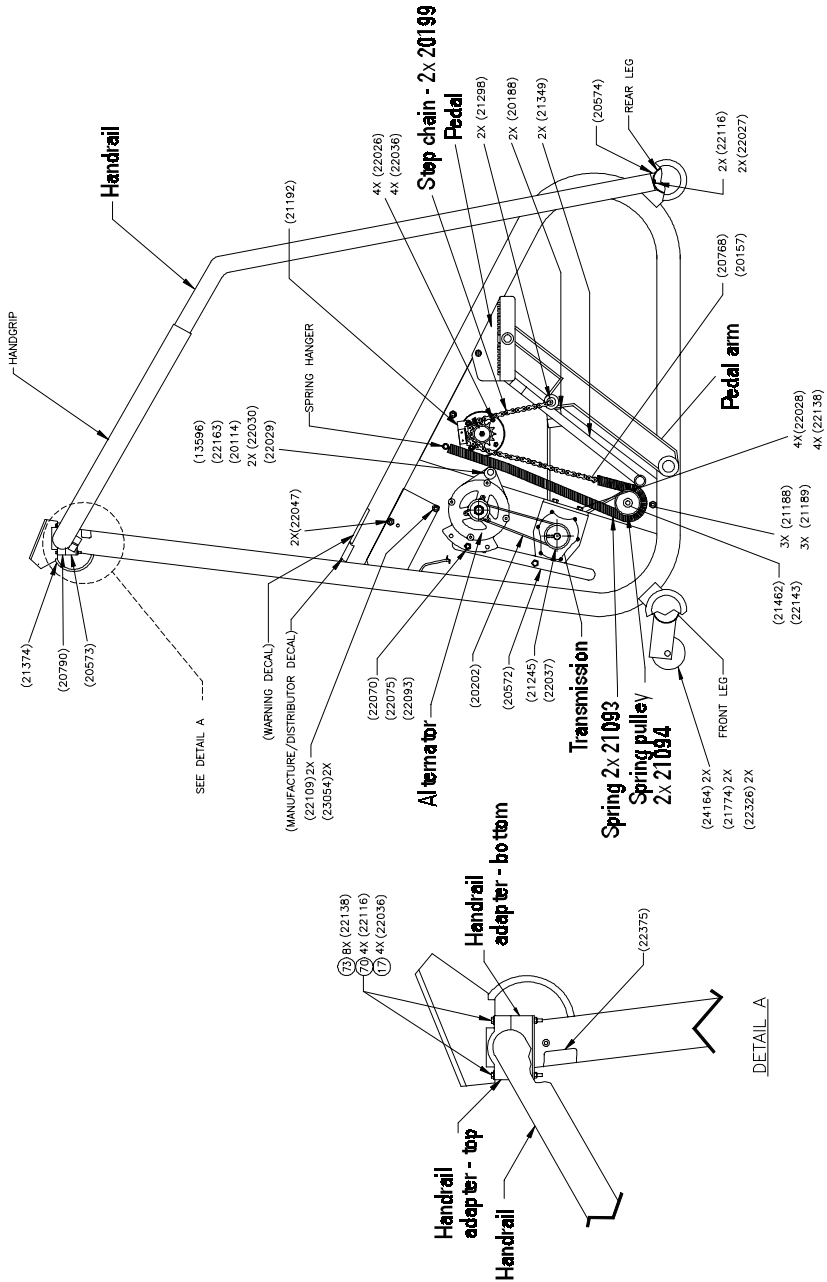 HANDGRIP
Handrail
(21374)
(20790)
(20573)
SEE DETAIL A
(13596)
(22163)
(20114)
2X (22030)
(22029)
SPRING HANGER
(21192)
4X (22026)
4X (22036)
Step chain - 2x 20199
Pedal
2X (21298)
2X (20188)
2X (21349)
(20574)
REAR LEG
2X (22116)
2X(22027)
(20768)
(20157)
Pedal arm
4X(22028)
4X (22138)
3X (21188)
3X (21189)
(21462)
(22143)
2X(22047)
(WARNING DECAL)
(MANUFACTURE/DISTRIBUTOR DECAL)
(22109)2X
(23054)2X
(22070)
(22075)
(22093)
Alternator
(20202)
(20572)
(21245)
(22037)
Transmission
Spring 2x 21093
Spring pulley
2x 21094
FRONT LEG
(24164) 2X
(21774) 2X
(22326) 2X
73 8X (22138)
70 4X (22116)
17 4X (22036)
Handrail
adapter - bottom
(22375)
Handrail
adapter - top
Handrail
DETAIL A